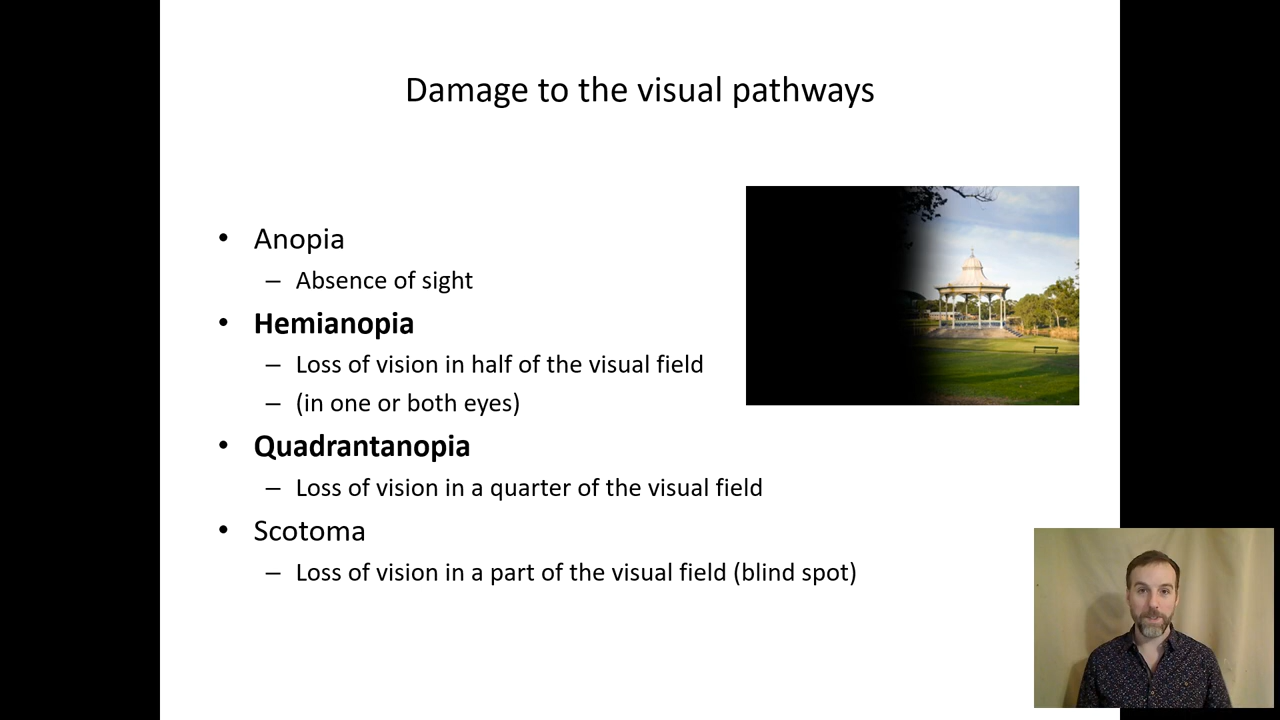 Damage to the visual pathways
• Anopia
– Absence of sight
• Hemianopia
– Loss of vision in half of the visual field
– (in one or both eyes)
• Quadrantanopia
– Loss of vision in a quarter of the visual field
• Scotoma
– Loss of vision in a part of the visual field (blind spot)